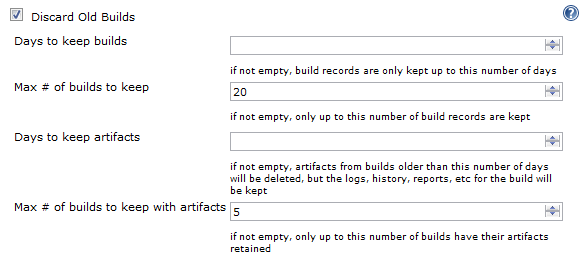 Discard Old Builds
Days to keep builds
if not empty, build records are only kept up to this number of days
Max # of builds to keep
20
if not empty, only up to this number of build records are kept
Days to keep artifacts
if not empty, artifacts from builds older than this number of days
will be deleted, but the logs, history, reports, etc for the build will
be kept
Max # of builds to keep with artifacts
5
if not empty, only up to this number of builds have their artifacts
retained